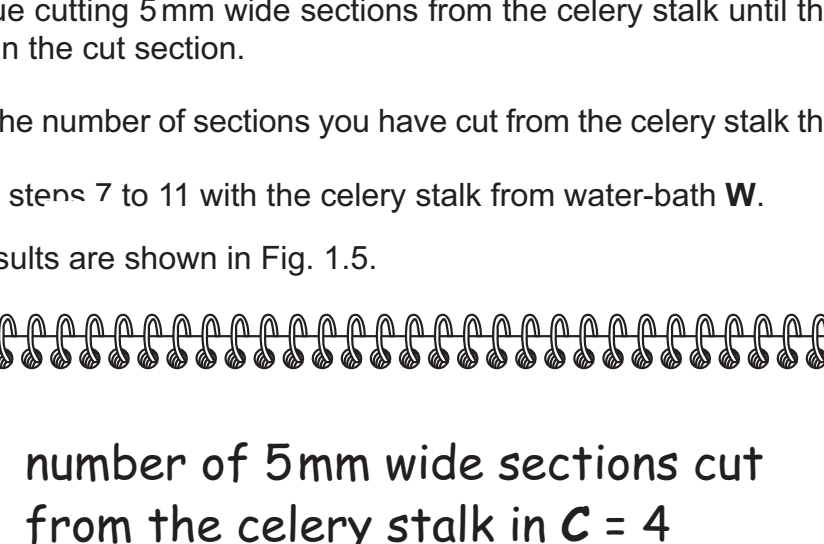 ue cutting 5 mm wide sections from the celery stalk until th
n the cut section.
he number of sections you have cut from the celery stalk th
steps 7 to 11 with the celery stalk from water-bath W.
sults are shown in Fig. 1.5.
number of 5 mm wide sections cut
from the celery stalk in C = 4